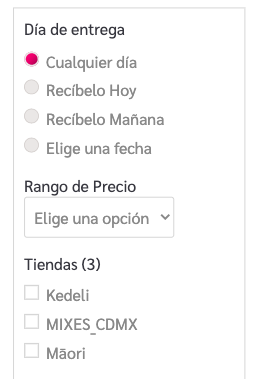 Día de entrega
Cualquier día
Recíbelo Hoy
Recíbelo Mañana
Elige una fecha
Rango de Precio
Elige una opción
Tiendas (3)
Kedeli
MIXES_CDMX
Māori